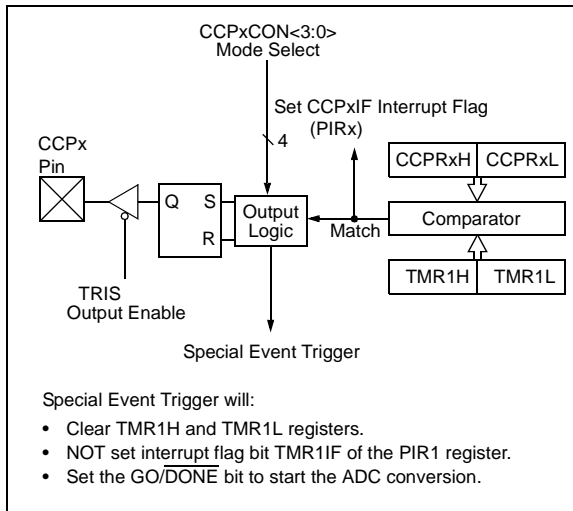 CCPxCON<3:0>
Mode Select
Set CCPxIF Interrupt Flag
(PIRx)
4
CCPx
Pin
CCPRxH CCPRxL
Q S
R
Output
Logic
Match
Comparator
TMR1H TMR1L
TRIS
Output Enable
Special Event Trigger
Special Event Trigger will:
• Clear TMR1H and TMR1L registers.
• NOT set interrupt flag bit TMR1IF of the PIR1 register.
• Set the GO/DONE bit to start the ADC conversion.